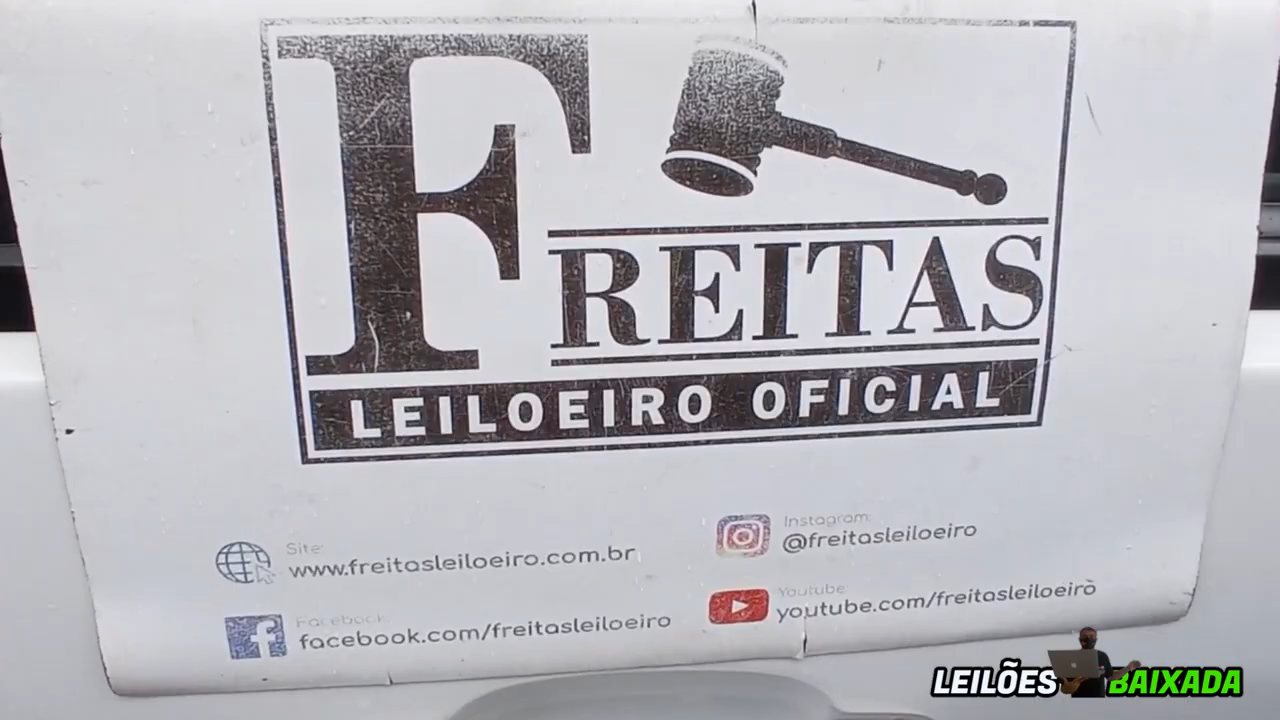 FREITAS
LEILOEIRO OFICIAL
Site:
www.freitasleiloeiro.com.br
Instagram:
@freitasleiloeiro
Facebook:
facebook.com/freitasleiloeiro
Youtube:
youtube.com/freitasleiloeiro
LEILÕES BAIXADA